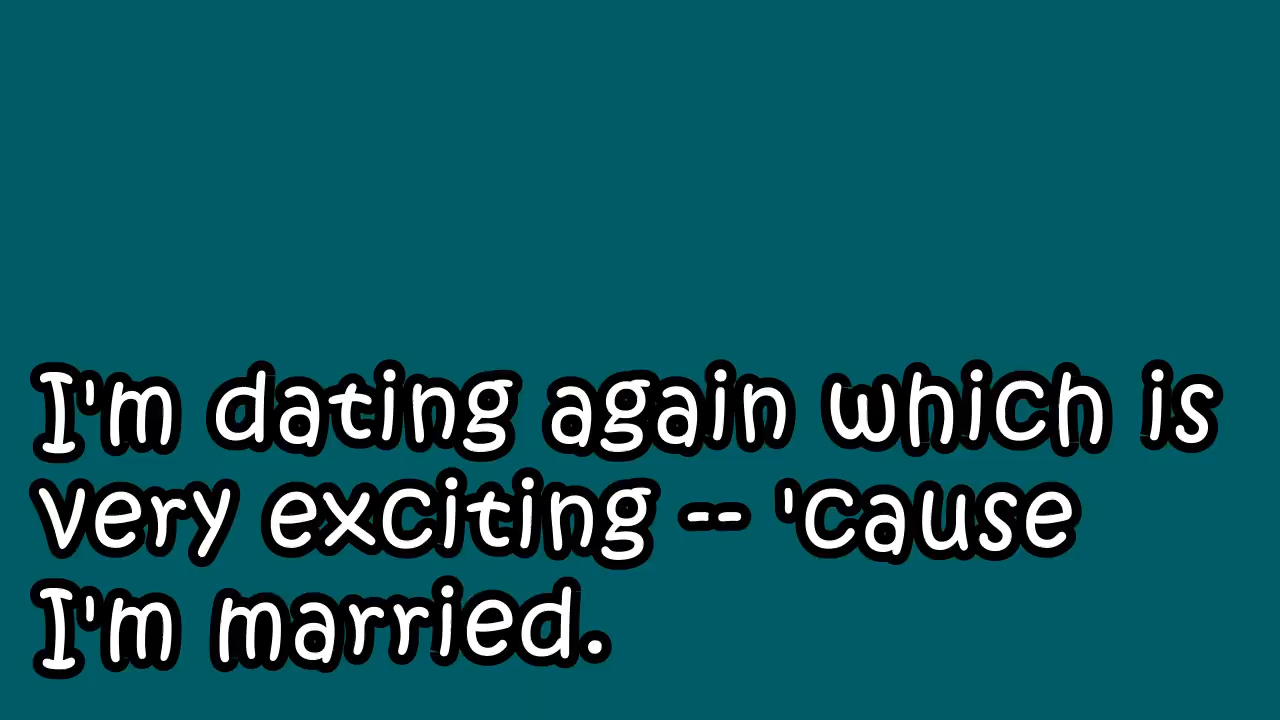 I'm dating again which is
very exciting -- 'cause
I'm married.